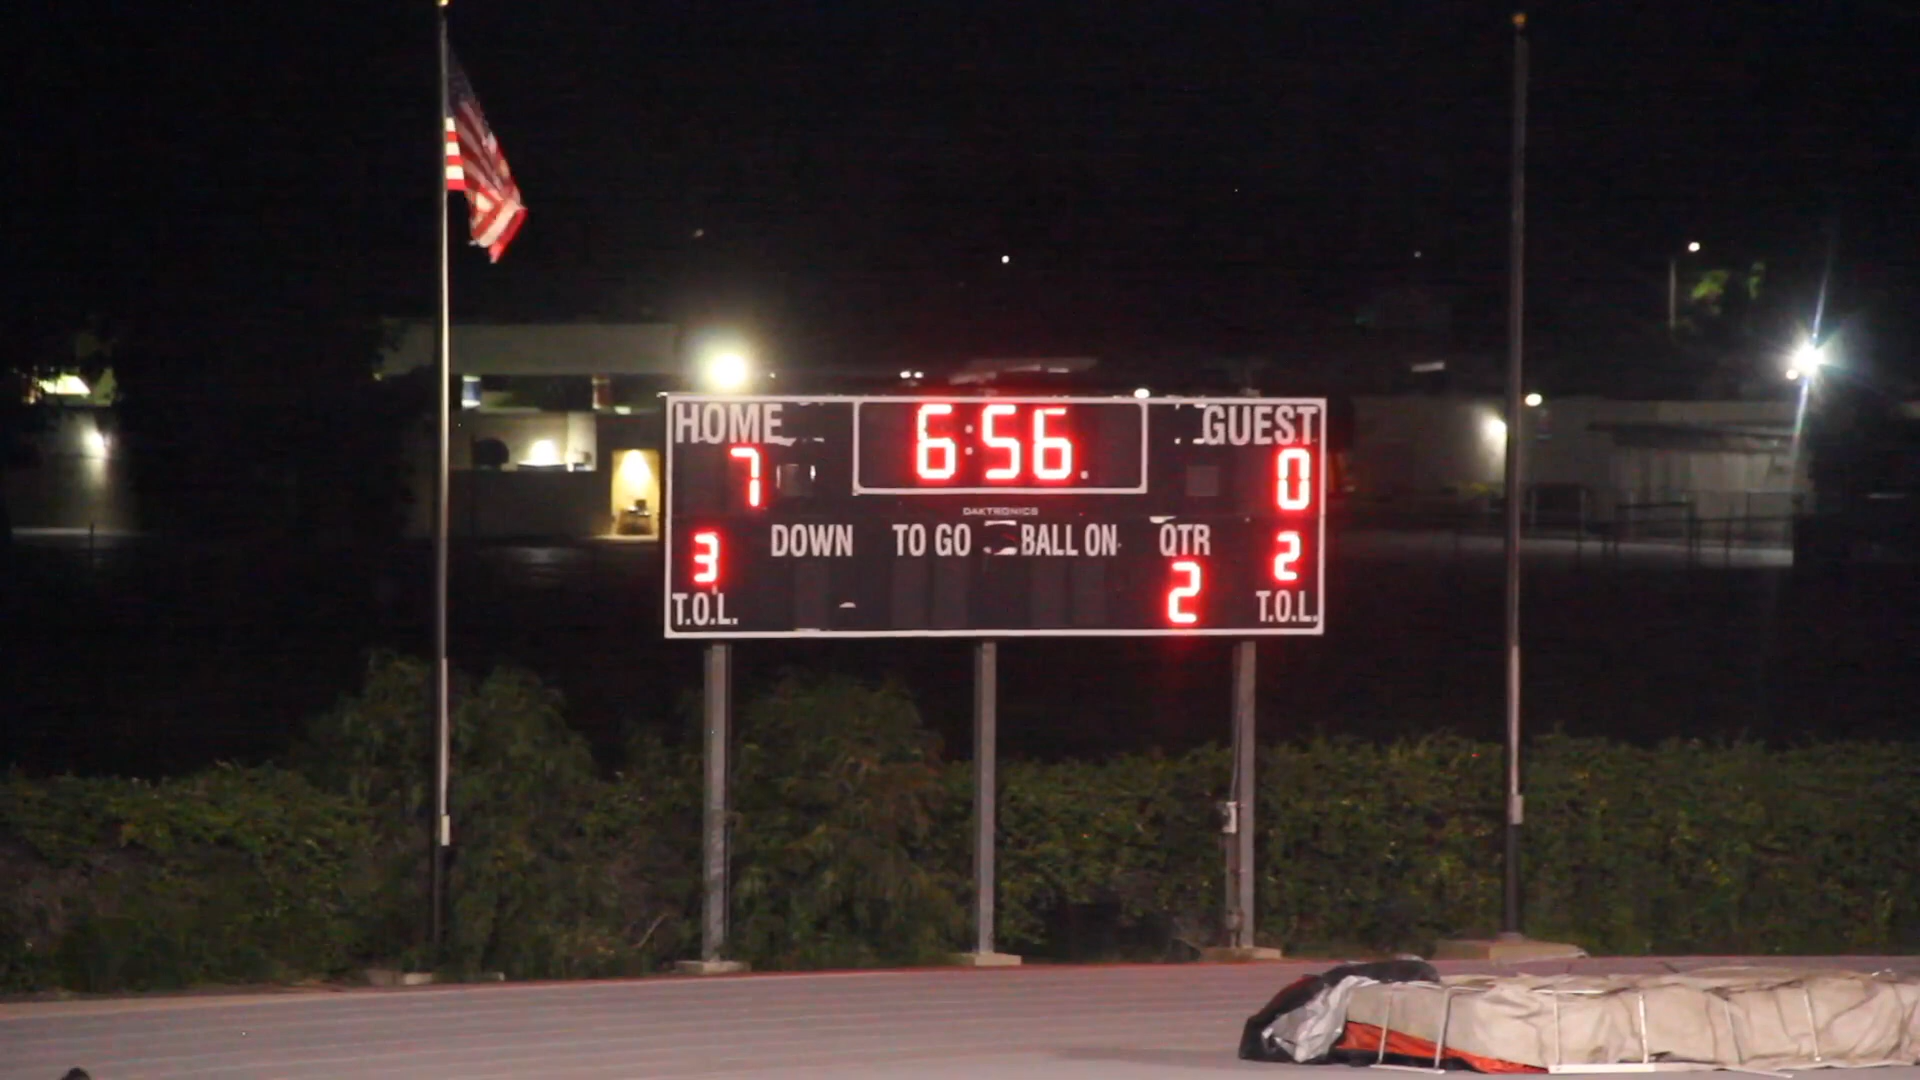 HOME 6:56 GUEST
7 0
DAKTRONICS
DOWN TO GO BALL ON QTR
3 2 2
T.O.L. T.O.L.